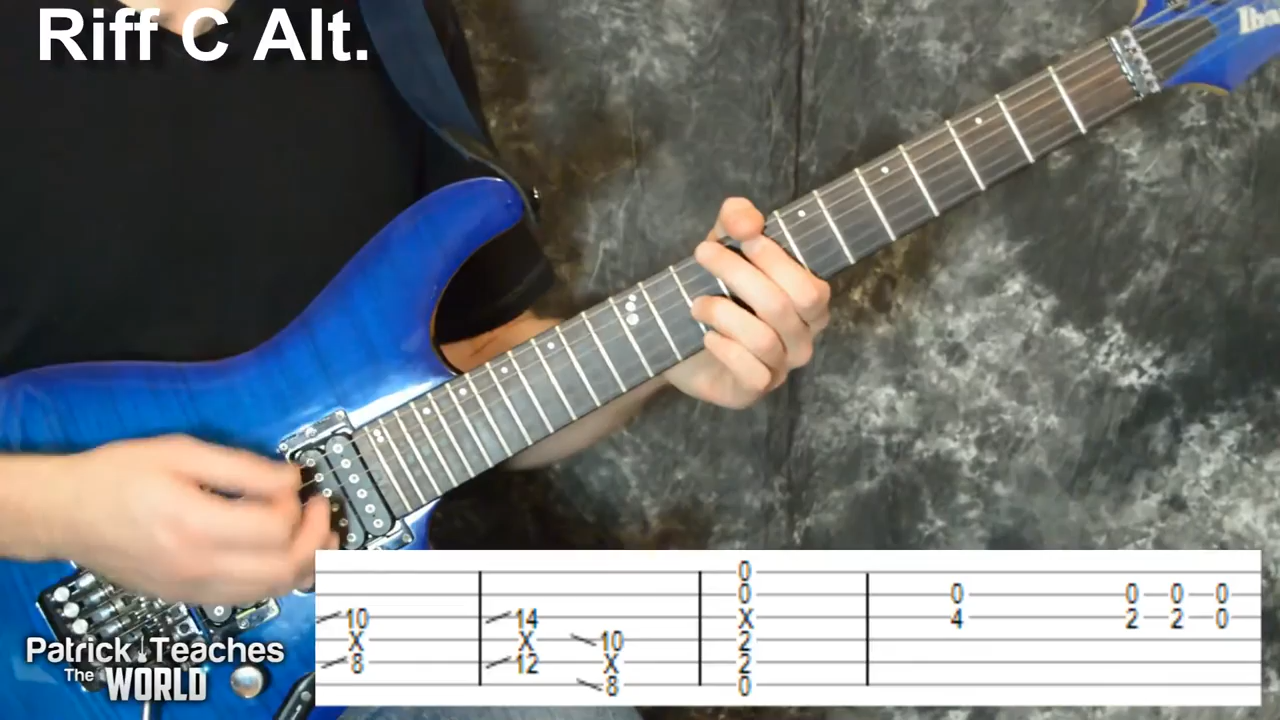 Riff C Alt.
Iba
0
0 0 0 0 0
10 14 X 4 2 2 0
X X 10 2
8 12 X 2
8 0
Patrick Teaches
The WORLD